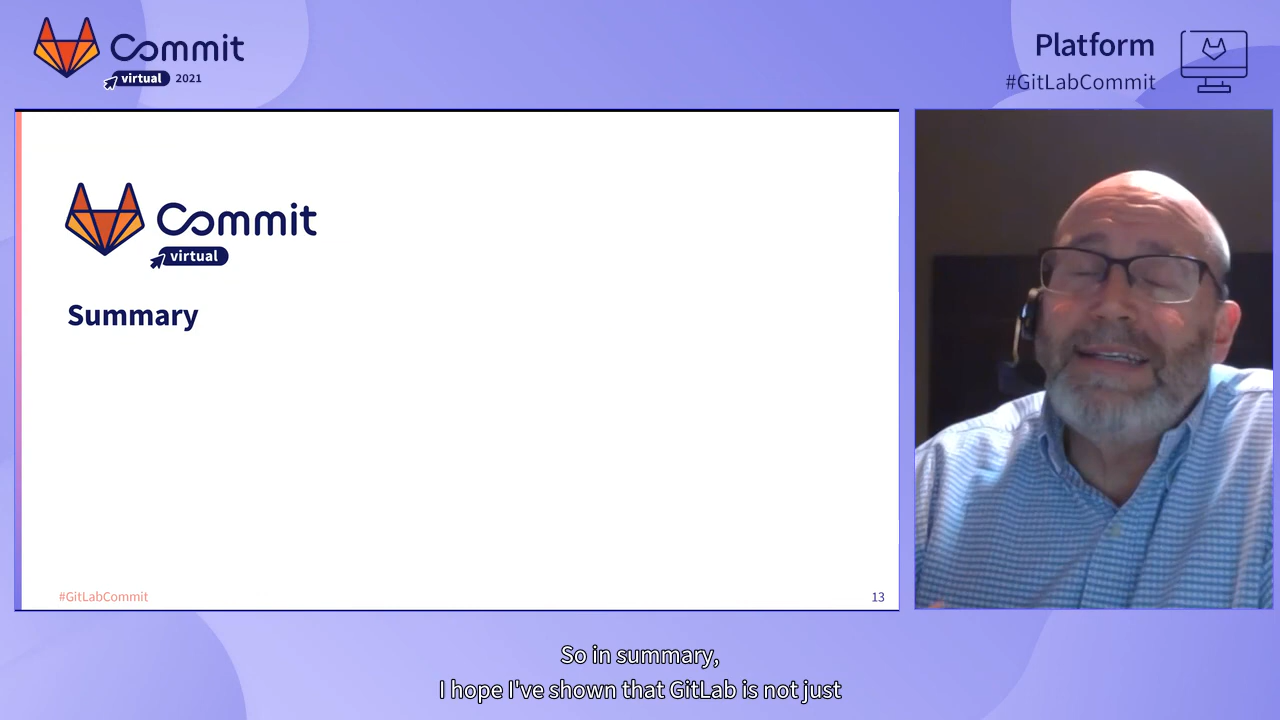 Commit
virtual 2021
Platform
#GitLabCommit
Commit
virtual
Summary
#GitLabCommit
13
So in summary,
I hope I've shown that GitLab is not just